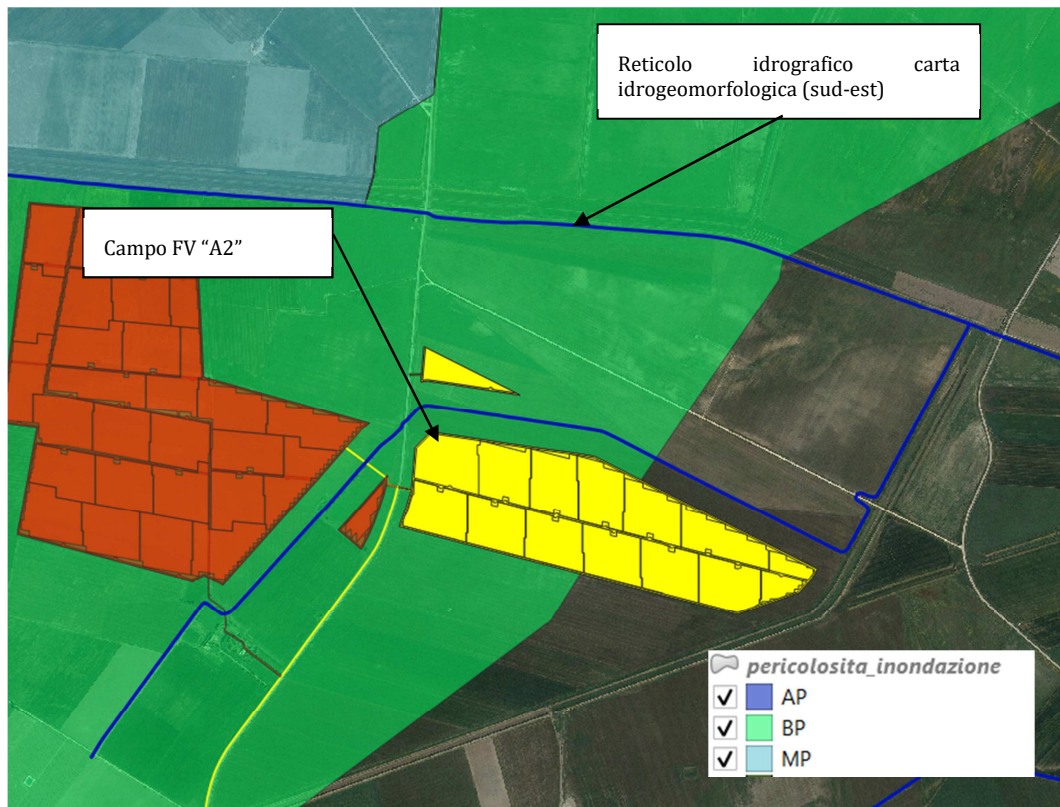 Reticolo idrografico carta
idrogeomorfologica (sud-est)
Campo FV “A2”
pericolosita_inondazione
AP
BP
MP